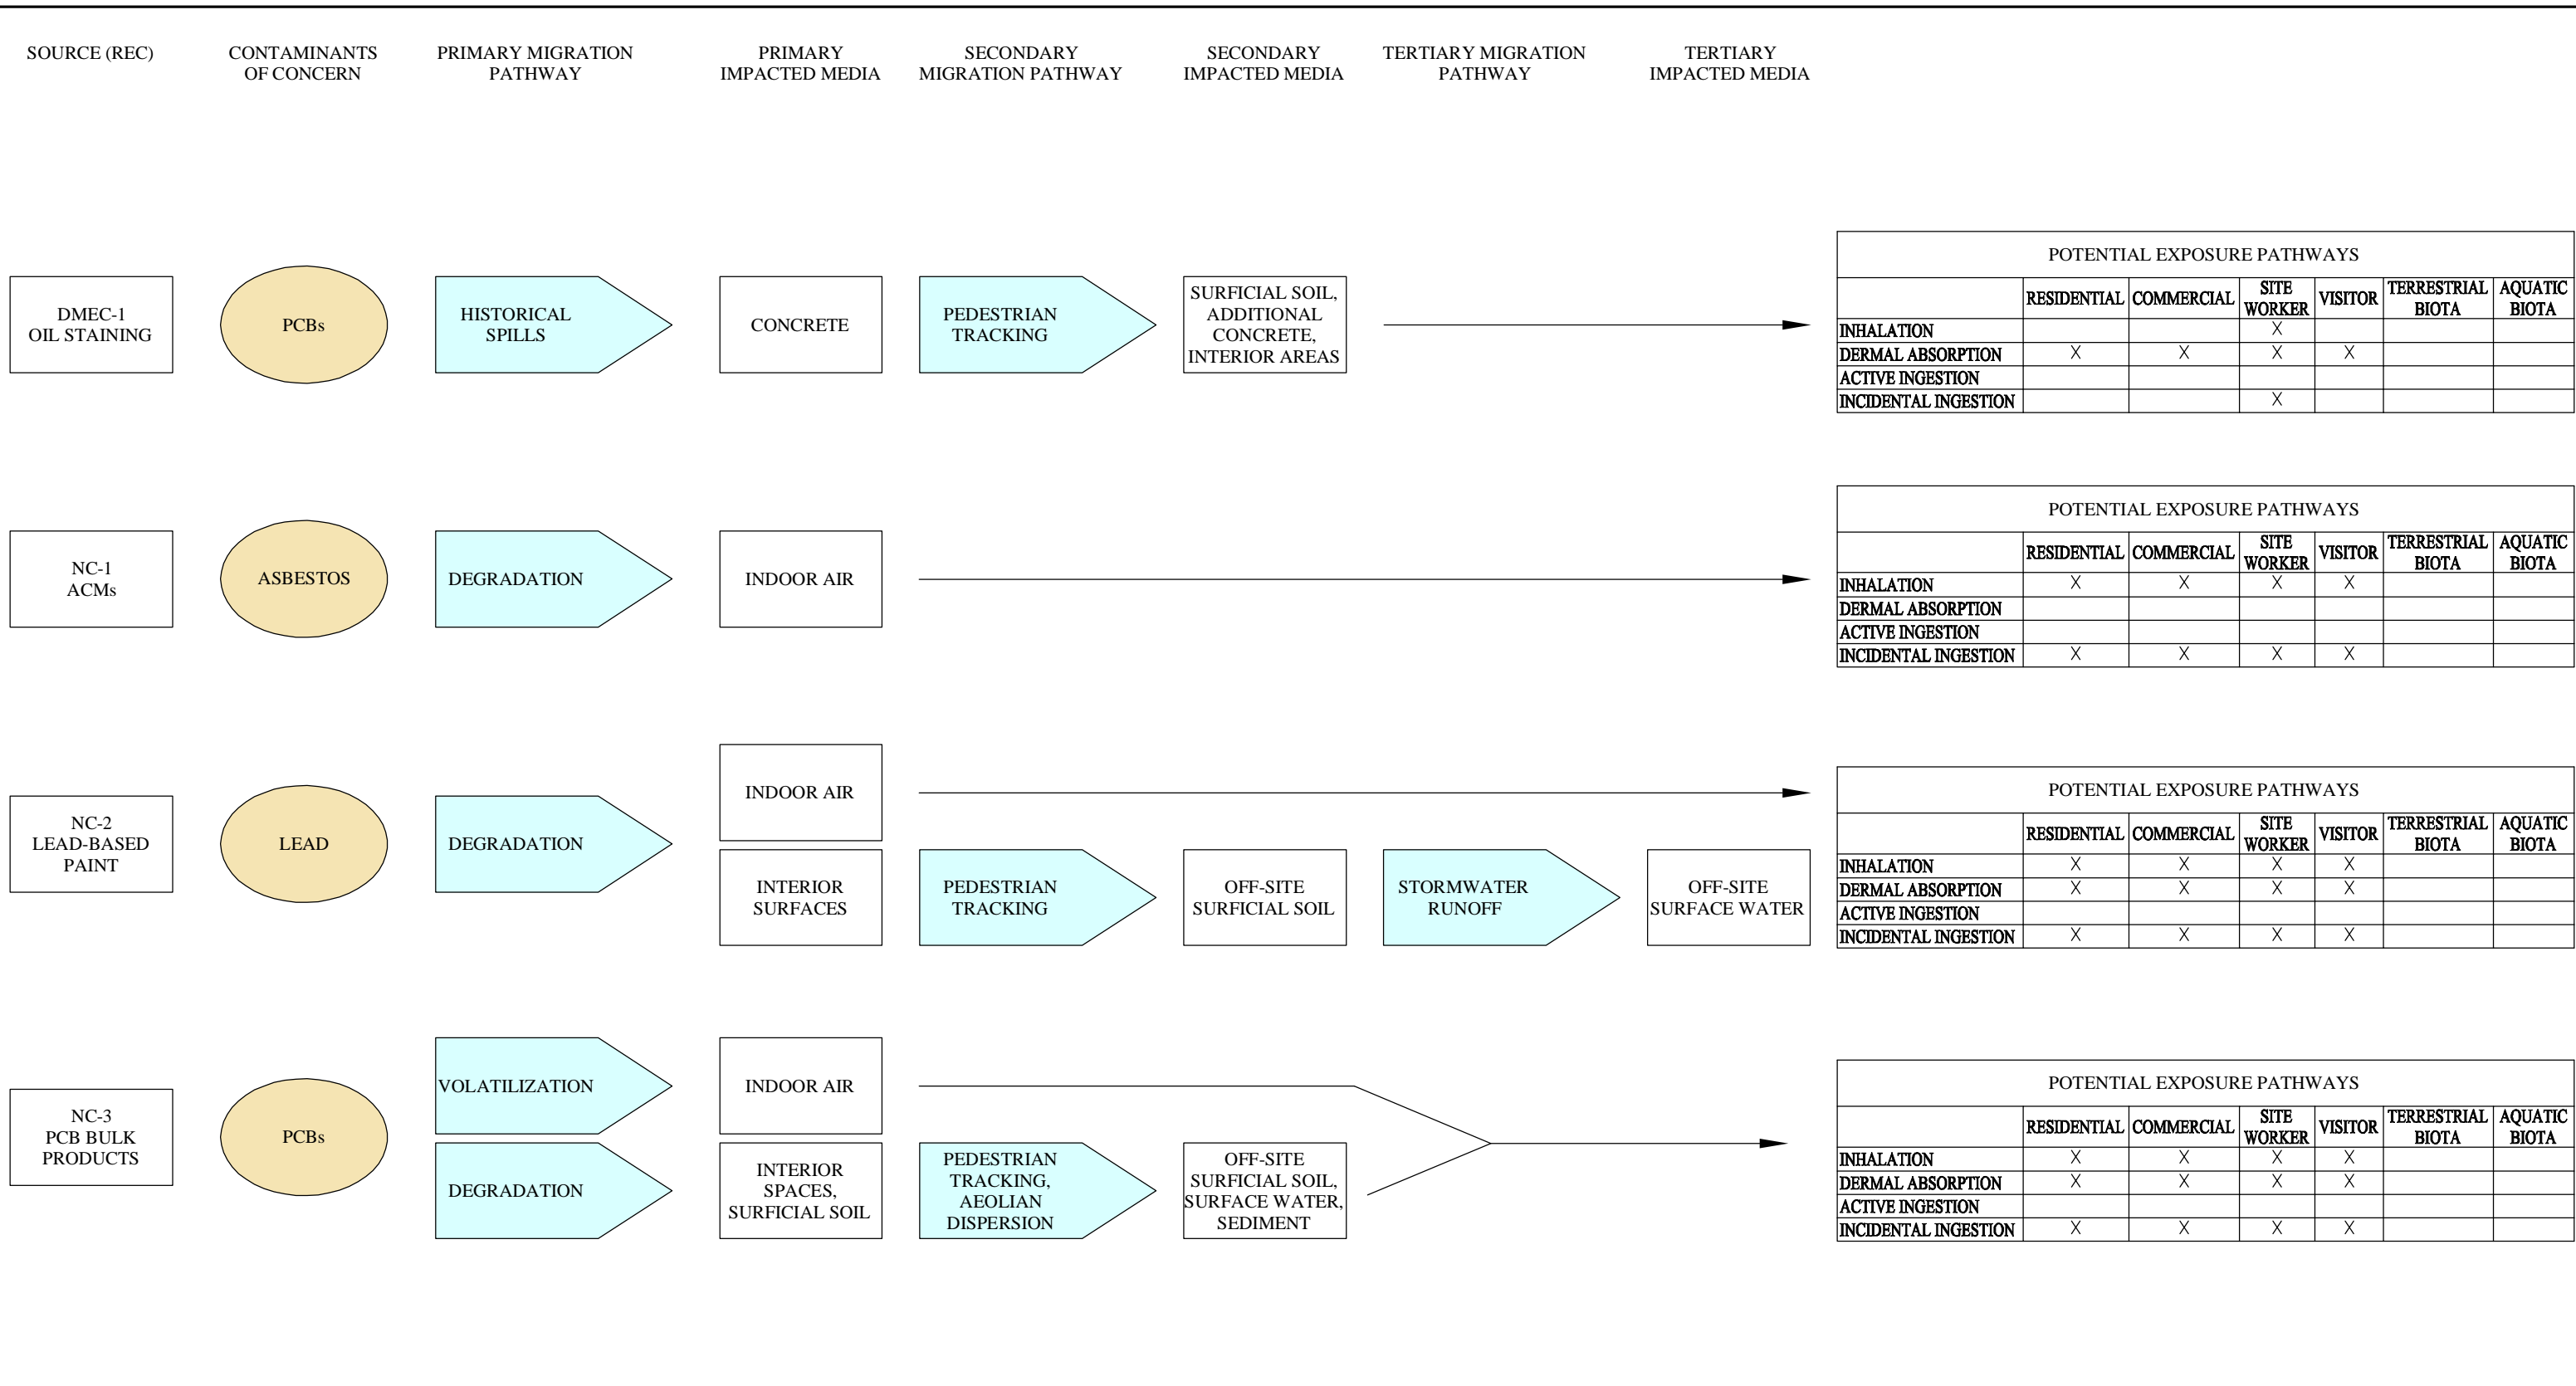 SOURCE (REC)
CONTAMINANTS
OF CONCERN
PRIMARY MIGRATION
PATHWAY
PRIMARY
IMPACTED MEDIA
SECONDARY
MIGRATION PATHWAY
SECONDARY
IMPACTED MEDIA
TERTIARY MIGRATION
PATHWAY
TERTIARY
IMPACTED MEDIA
DMEC-1
OIL STAINING
PCBs
HISTORICAL
SPILLS
CONCRETE
PEDESTRIAN
TRACKING
SURFICIAL SOIL,
ADDITIONAL
CONCRETE,
INTERIOR AREAS
POTENTIAL EXPOSURE PATHWAYS
RESIDENTIAL COMMERCIAL SITE WORKER VISITOR TERRESTRIAL BIOTA AQUATIC BIOTA
INHALATION X
DERMAL ABSORPTION X X X X
ACTIVE INGESTION
INCIDENTAL INGESTION X
NC-1
ACMs
ASBESTOS
DEGRADATION
INDOOR AIR
POTENTIAL EXPOSURE PATHWAYS
RESIDENTIAL COMMERCIAL SITE WORKER VISITOR TERRESTRIAL BIOTA AQUATIC BIOTA
INHALATION X X X X
DERMAL ABSORPTION
ACTIVE INGESTION
INCIDENTAL INGESTION X X X X
NC-2
LEAD-BASED
PAINT
LEAD
DEGRADATION
INDOOR AIR
INTERIOR
SURFACES
PEDESTRIAN
TRACKING
OFF-SITE
SURFICIAL SOIL
STORMWATER
RUNOFF
OFF-SITE
SURFACE WATER
POTENTIAL EXPOSURE PATHWAYS
RESIDENTIAL COMMERCIAL SITE WORKER VISITOR TERRESTRIAL BIOTA AQUATIC BIOTA
INHALATION X X X X
DERMAL ABSORPTION X X X X
ACTIVE INGESTION
INCIDENTAL INGESTION X X X X
NC-3
PCB BULK
PRODUCTS
PCBs
VOLATILIZATION
INDOOR AIR
DEGRADATION
INTERIOR
SPACES,
SURFICIAL SOIL
PEDESTRIAN
TRACKING,
AEOLIAN
DISPERSION
OFF-SITE
SURFICIAL SOIL,
SURFACE WATER,
SEDIMENT
POTENTIAL EXPOSURE PATHWAYS
RESIDENTIAL COMMERCIAL SITE WORKER VISITOR TERRESTRIAL BIOTA AQUATIC BIOTA
INHALATION X X X X
DERMAL ABSORPTION X X X X
ACTIVE INGESTION
INCIDENTAL INGESTION X X X X